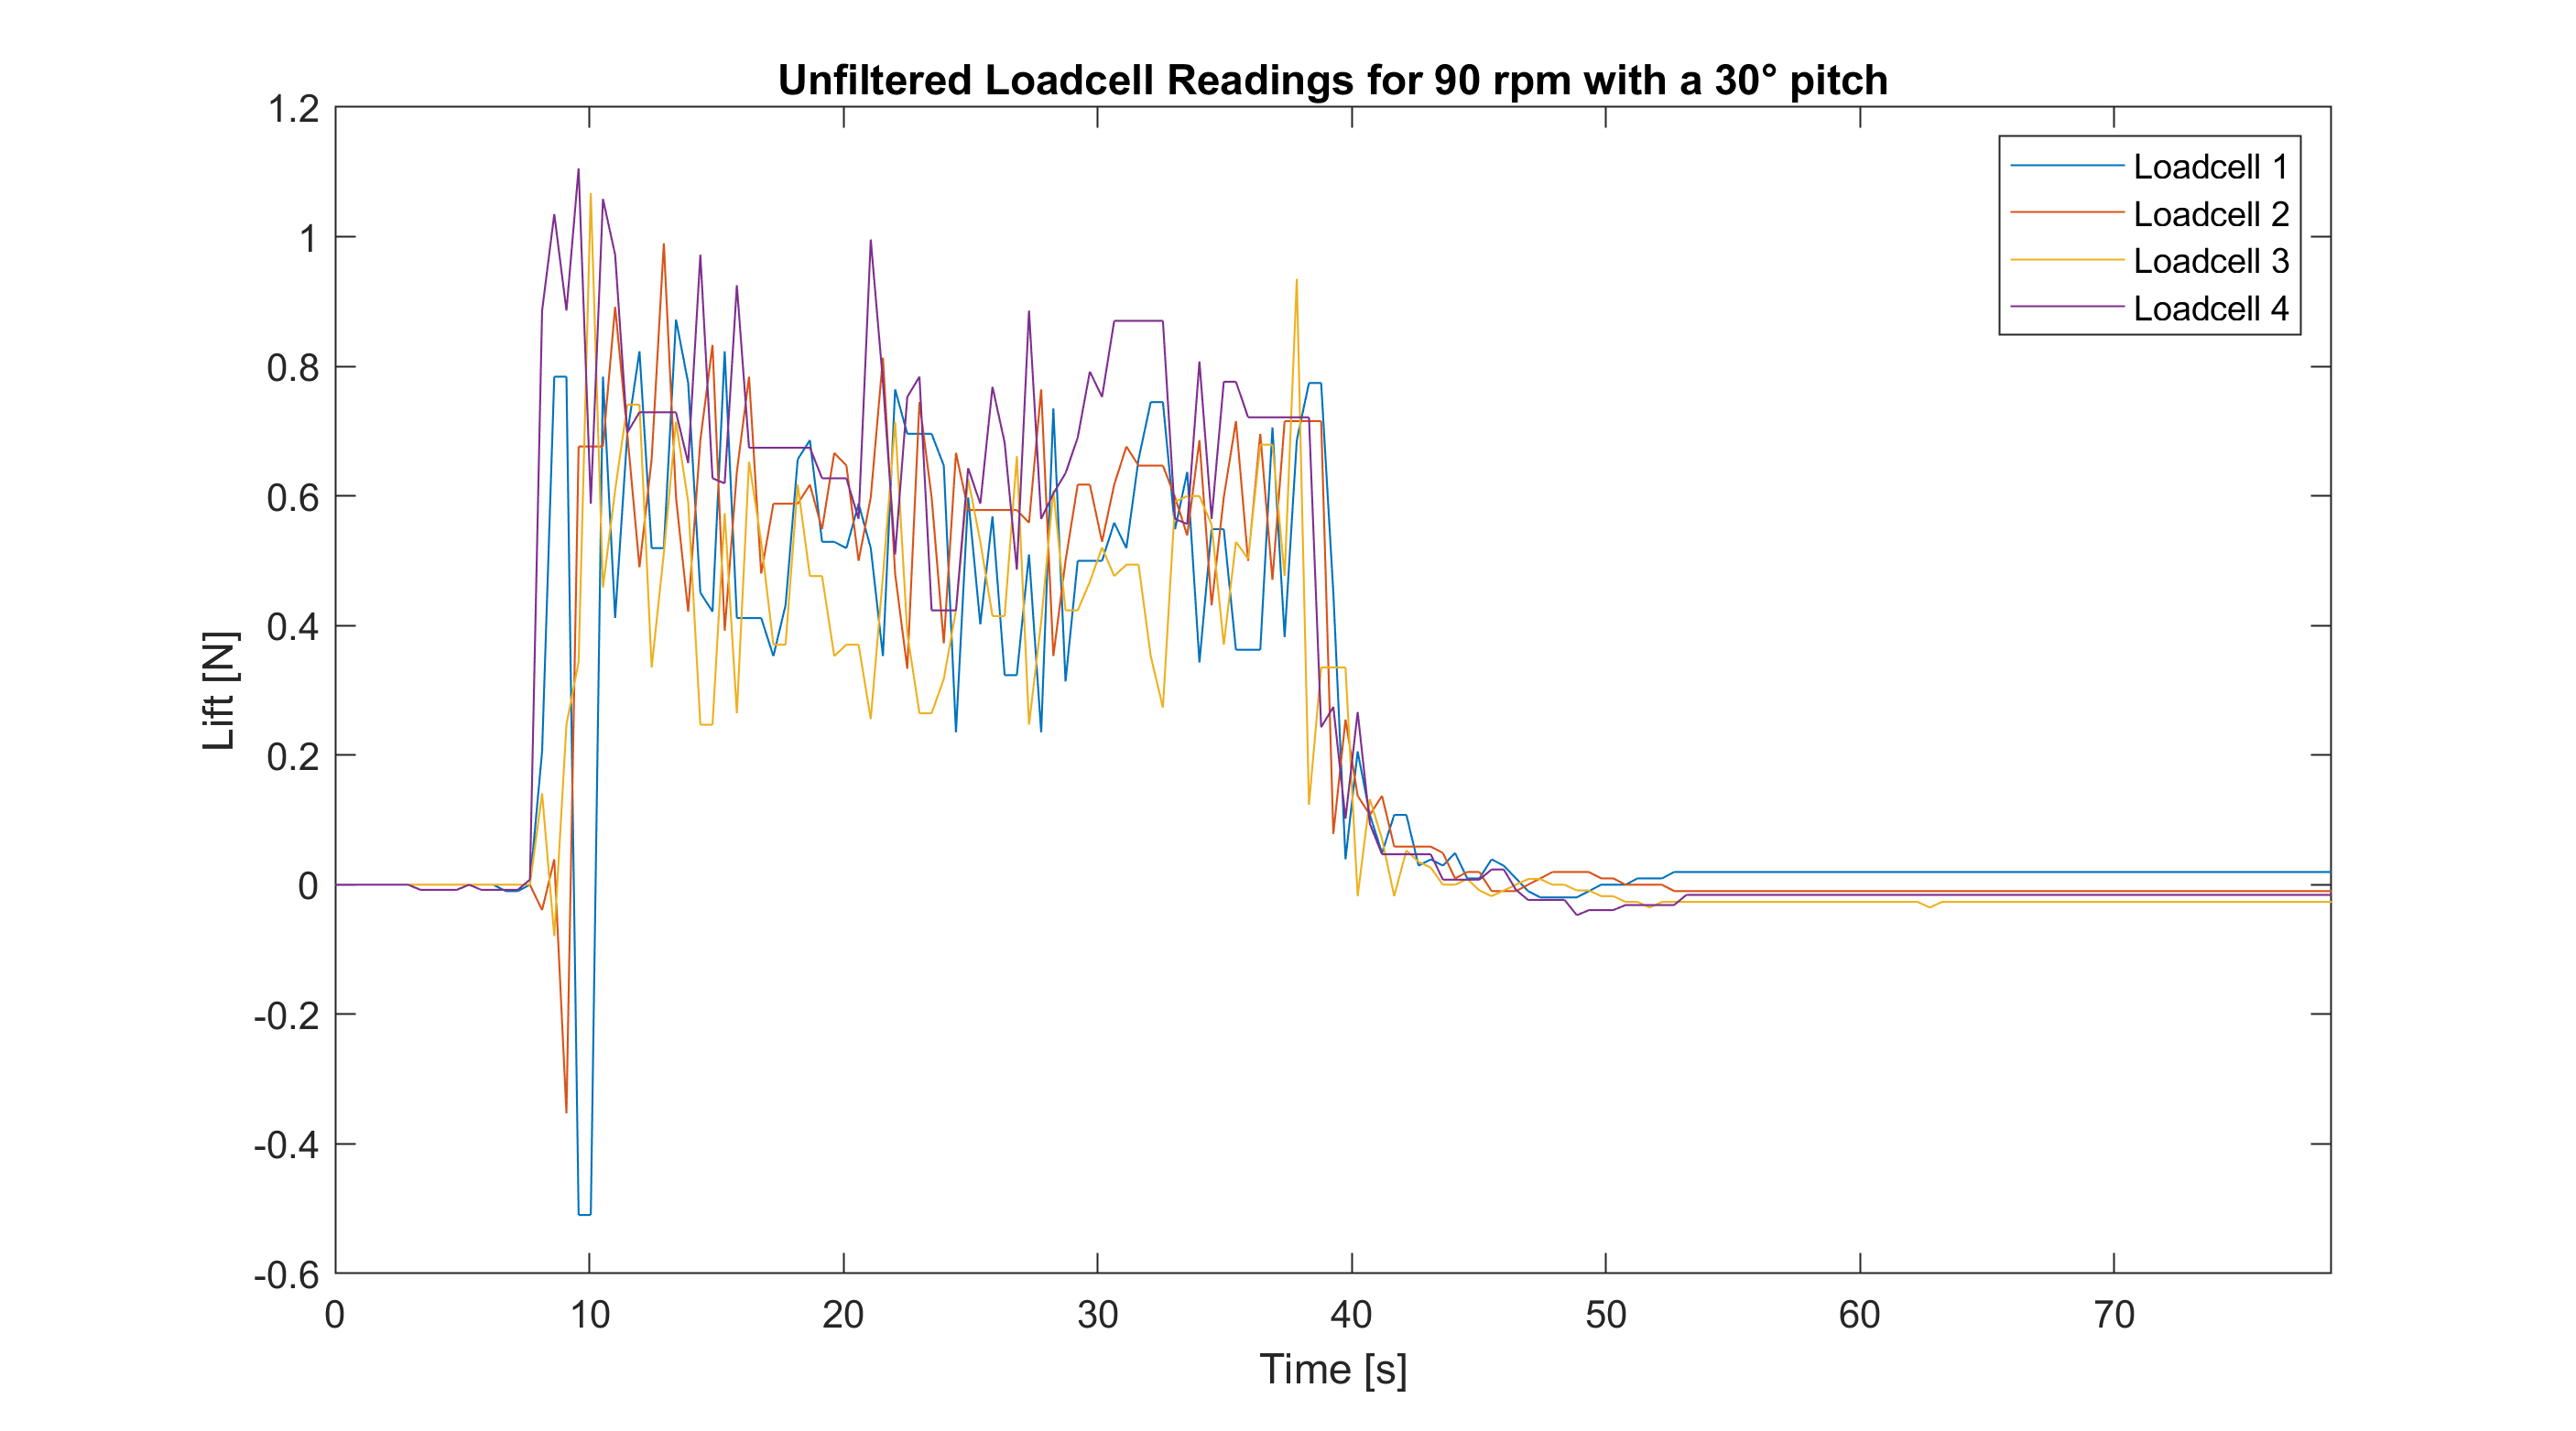 Unfiltered Loadcell Readings for 90 rpm with a 30° pitch
1.2
1
0.8
0.6
0.4
0.2
0
-0.2
-0.4
-0.6
Lift [N]
Loadcell 1
Loadcell 2
Loadcell 3
Loadcell 4
0 10 20 30 40 50 60 70
Time [s]